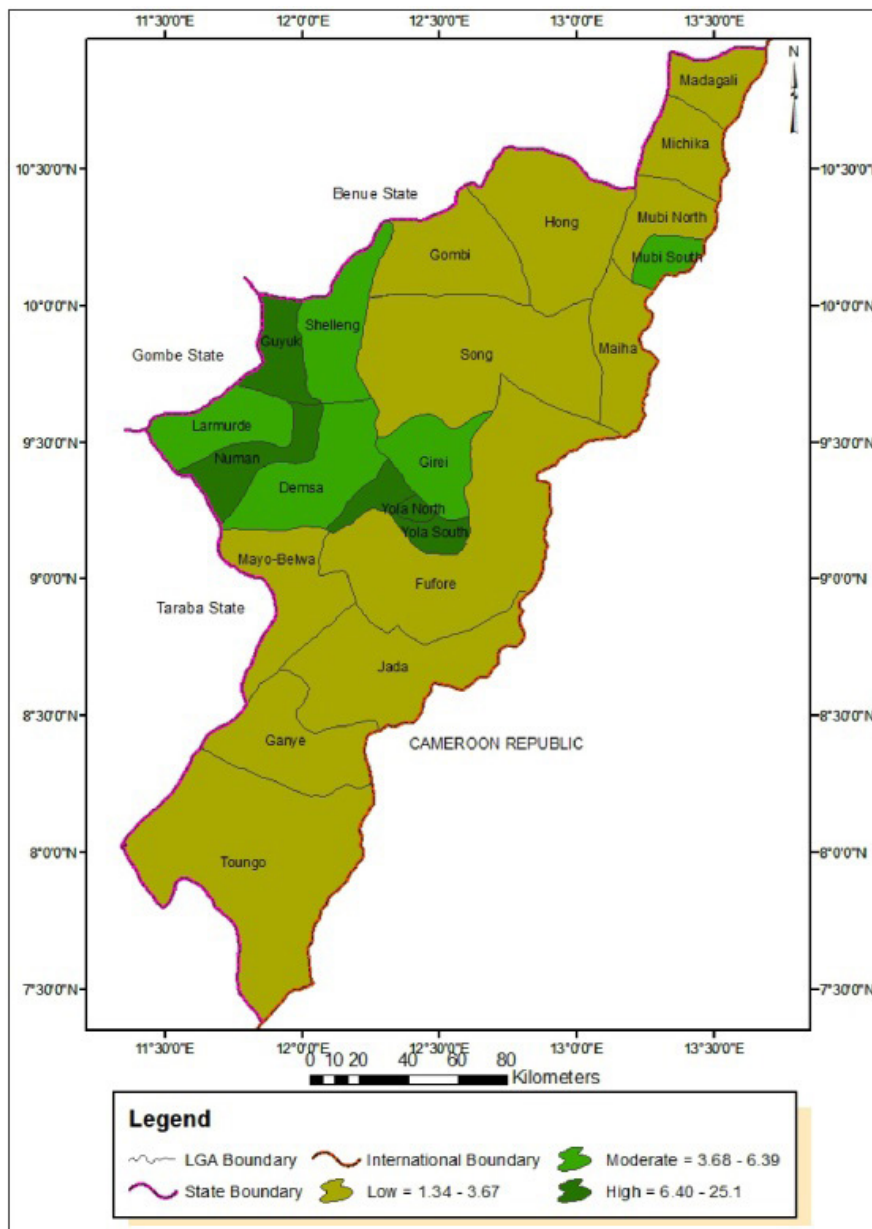 11°30'0"E 12°0'0"E 12°30'0"E 13°0'0"E 13°30'0"E
N
Madagali
Michika
10°30'0"N 10°30'0"N
Benue State
Mubi North
Hong
Gombi
Mubi South
10°0'0"N 10°0'0"N
Shelleng
Guyuk
Maiha
Gombe State
Song
Larmurde
9°30'0"N 9°30'0"N
Numan
Girei
Demsa
Yola North
Yola South
Mayo-Belwa
9°0'0"N 9°0'0"N
Fufore
Taraba State
Jada
8°30'0"N 8°30'0"N
Ganye
CAMEROON REPUBLIC
8°0'0"N 8°0'0"N
Toungo
7°30'0"N 7°30'0"N
11°30'0"E 12°0'0"E 12°30'0"E 13°0'0"E 13°30'0"E
0 10 20 40 60 80
Kilometers
Legend
LGA Boundary International Boundary Moderate = 3.68 - 6.39
State Boundary Low = 1.34 - 3.67 High = 6.40 - 25.1